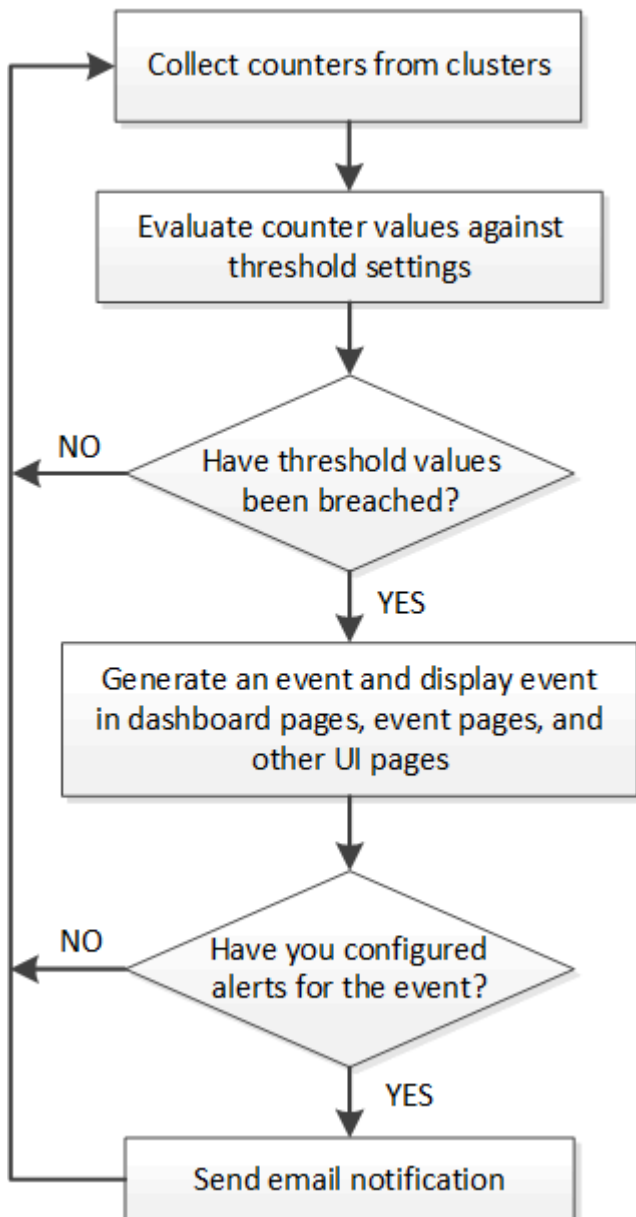 Collect counters from clusters
Evaluate counter values against
threshold settings
NO
Have threshold values
been breached?
YES
Generate an event and display event
in dashboard pages, event pages, and
other UI pages
NO
Have you configured
alerts for the event?
YES
Send email notification